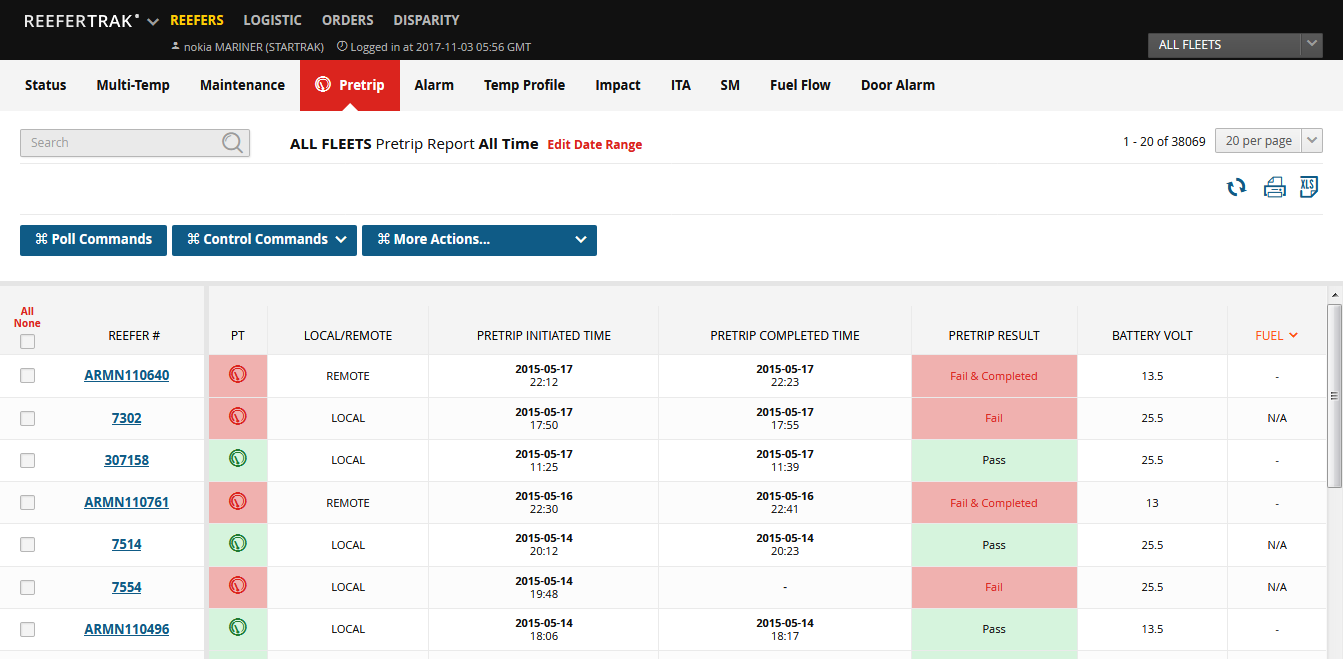 REEFERTRAK REEFERS LOGISTIC ORDERS DISPARITY
nokia MARINER (STARTRAK) Logged in at 2017-11-03 05:56 GMT
ALL FLEETS
Status Multi-Temp Maintenance Pretrip Alarm Temp Profile Impact ITA SM Fuel Flow Door Alarm
Search
ALL FLEETS Pretrip Report All Time Edit Date Range
1 - 20 of 38069 20 per page
XLS
⌘ Poll Commands ⌘ Control Commands ⌘ More Actions...
All
None
REEFER # PT LOCAL/REMOTE PRETRIP INITIATED TIME PRETRIP COMPLETED TIME PRETRIP RESULT BATTERY VOLT FUEL
ARMN110640 REMOTE 2015-05-17 22:12 2015-05-17 22:23 Fail & Completed 13.5 -
7302 LOCAL 2015-05-17 17:50 2015-05-17 17:55 Fail 25.5 N/A
307158 LOCAL 2015-05-17 11:25 2015-05-17 11:39 Pass 25.5 -
ARMN110761 REMOTE 2015-05-16 22:30 2015-05-16 22:41 Fail & Completed 13 -
7514 LOCAL 2015-05-14 20:12 2015-05-14 20:23 Pass 25.5 N/A
7554 LOCAL 2015-05-14 19:48 - Fail 25.5 N/A
ARMN110496 LOCAL 2015-05-14 18:06 2015-05-14 18:17 Pass 13.5 -